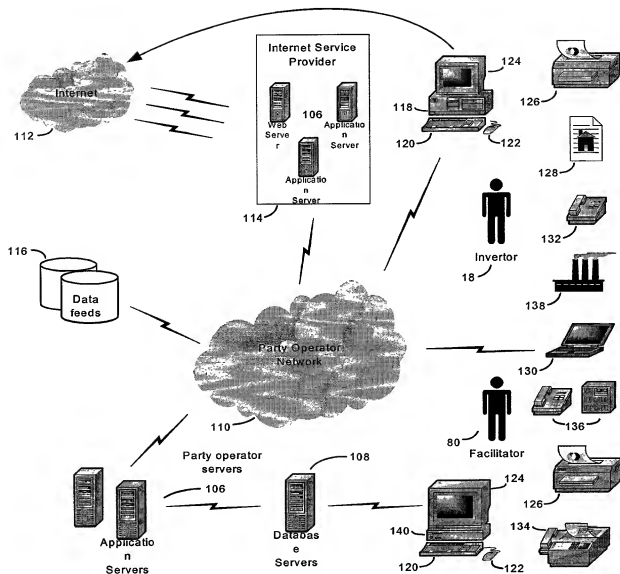 Internet Service
Provider
124
Internet
106
118
126
Web
Serve
r
Applicatio
n Server
112
120
122
Applicatio
n Server
128
114
116
132
Invertor
18
138
Data
feeds
Party Operator
Network
130
110
80
136
Facilitator
Party operator
servers
108
106
124
126
134
140
Applicatio
n Servers
Databas
e Servers
120
122